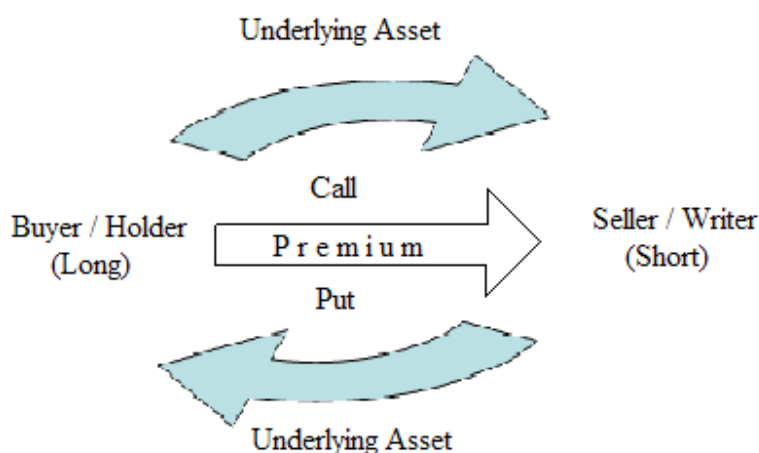 Underlying Asset
Call
Buyer / Holder
(Long)
Premium
Seller / Writer
(Short)
Put
Underlying Asset